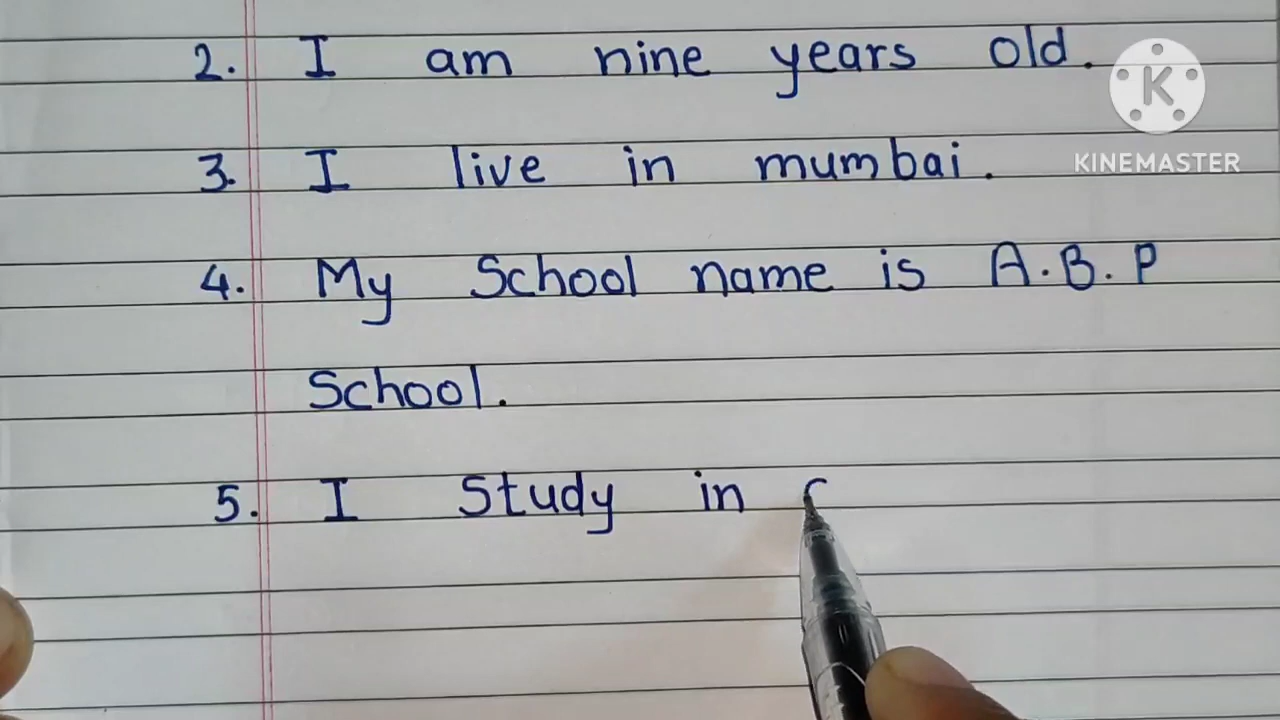 2. I am nine years old.
KINEMASTER
3. I live in mumbai.
4. My School name is A.B.P
School.
5. I Study in